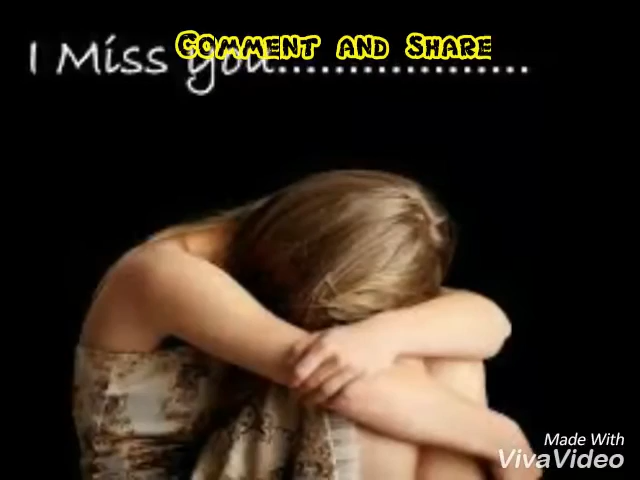 Comment and Share
I Miss You...................
Made With
VivaVideo